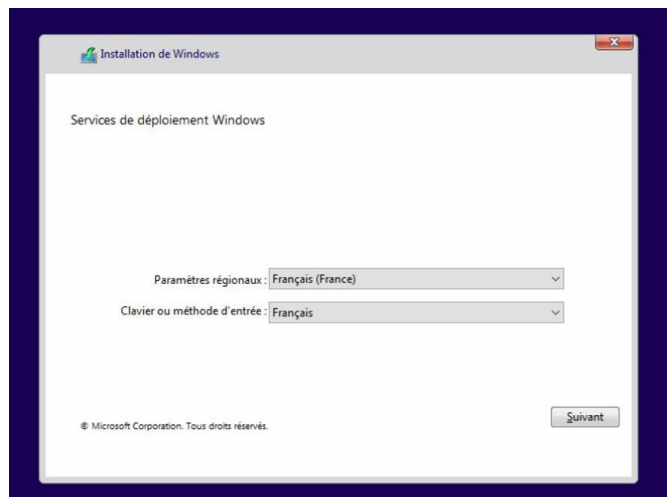 Installation de Windows
Services de déploiement Windows
Paramètres régionaux : Français (France)
Clavier ou méthode d'entrée : Français
Suivant
© Microsoft Corporation. Tous droits réservés.